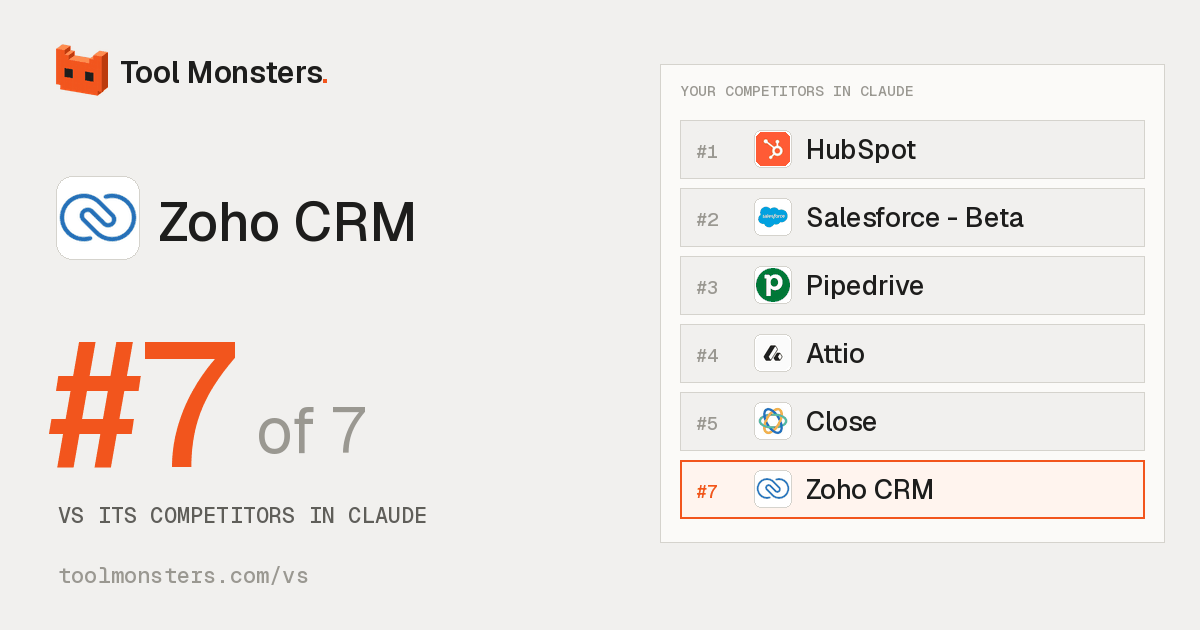 Tool Monsters.
Zoho CRM
#7 of 7
VS ITS COMPETITORS IN CLAUDE
toolmonsters.com/vs
YOUR COMPETITORS IN CLAUDE
#1 HubSpot
#2 salesforce Salesforce - Beta
#3 p Pipedrive
#4 Attio
#5 Close
#7 Zoho CRM